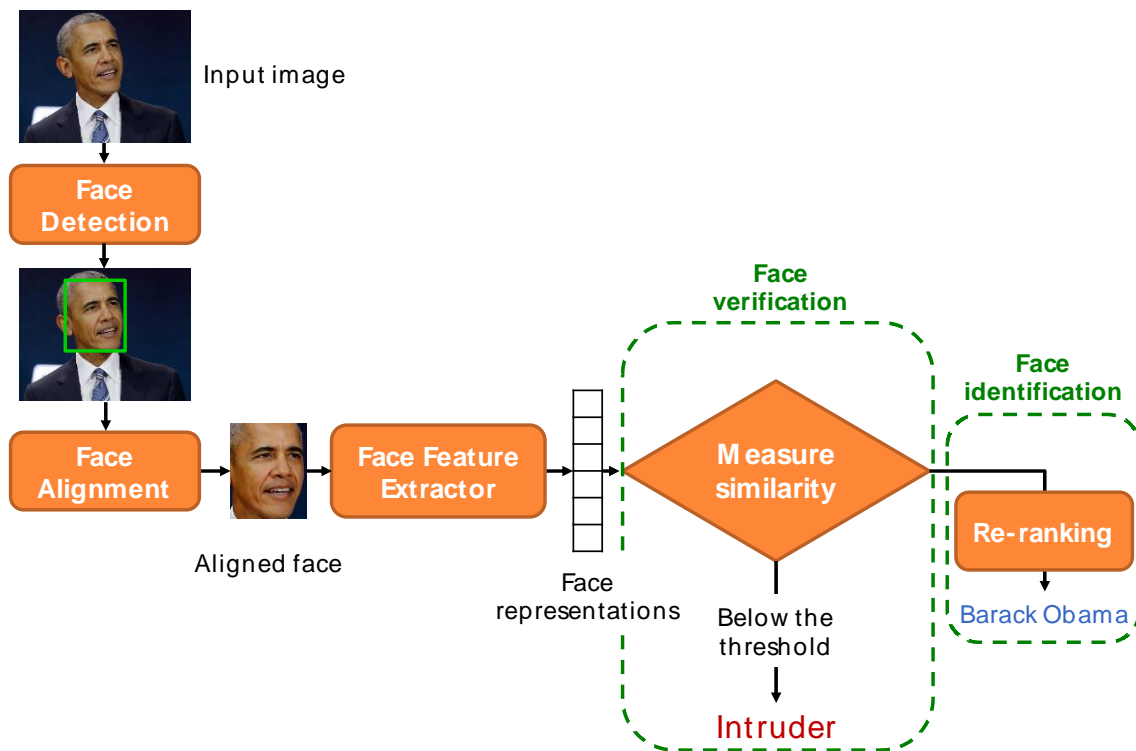 Input image
Face
Detection
Face
Alignment
Aligned face
Face Feature
Extractor
Face
representations
Face
verification
Measure
similarity
Below the
threshold
Intruder
Face
identification
Re-ranking
Barack Obama